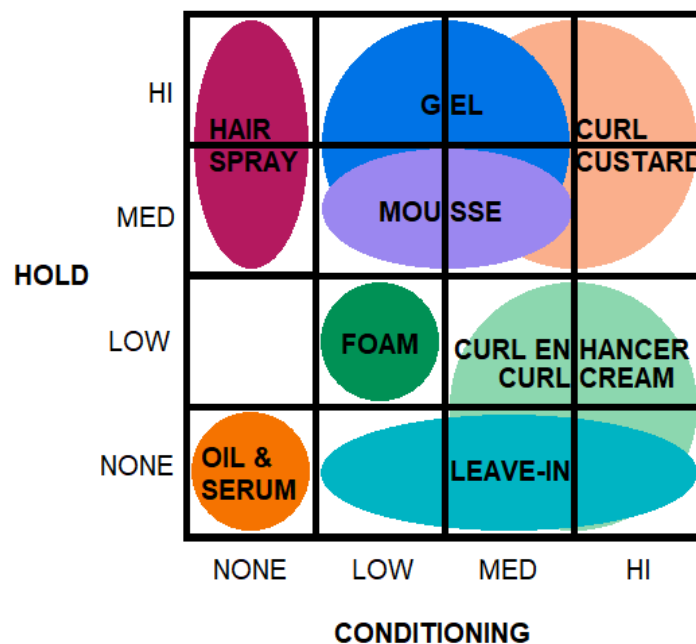 HI
HAIR
SPRAY
GEL
CURL
CUSTARD
MED
MOUSSE
HOLD
LOW
FOAM
CURL ENHANCER
CURL CREAM
NONE
OIL &
SERUM
LEAVE-IN
NONE
LOW
MED
HI
CONDITIONING